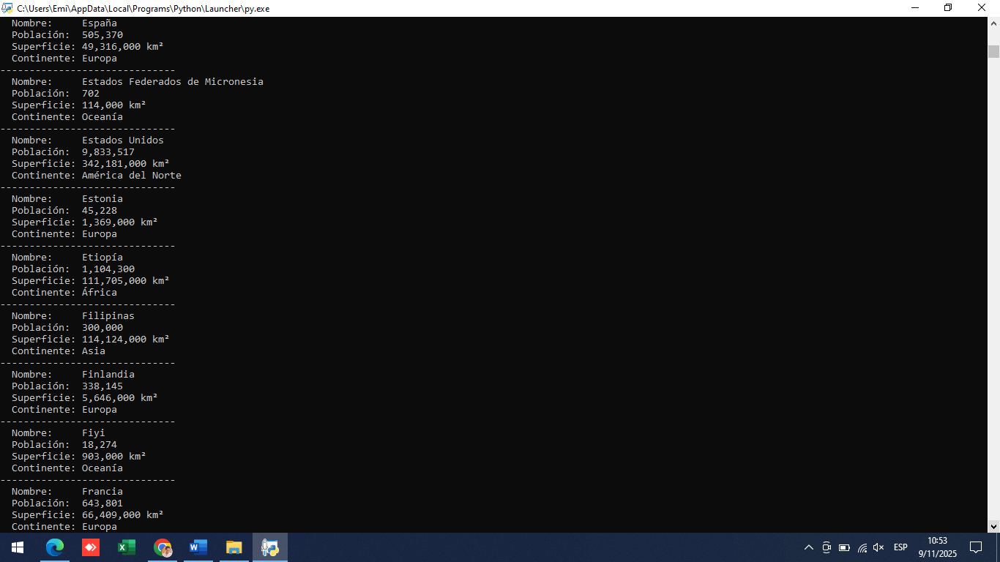 C:\Users\Emi\AppData\Local\Programs\Python\Launcher\py.exe
Nombre: España
Población: 505,370
Superficie: 49,316,000 km²
Continente: Europa
------------------------------
Nombre: Estados Federados de Micronesia
Población: 702
Superficie: 114,000 km²
Continente: Oceanía
------------------------------
Nombre: Estados Unidos
Población: 9,833,517
Superficie: 342,181,000 km²
Continente: América del Norte
------------------------------
Nombre: Estonia
Población: 45,228
Superficie: 1,369,000 km²
Continente: Europa
------------------------------
Nombre: Etiopía
Población: 1,104,300
Superficie: 111,705,000 km²
Continente: África
------------------------------
Nombre: Filipinas
Población: 300,000
Superficie: 114,124,000 km²
Continente: Asia
------------------------------
Nombre: Finlandia
Población: 338,145
Superficie: 5,646,000 km²
Continente: Europa
------------------------------
Nombre: Fiyi
Población: 18,274
Superficie: 903,000 km²
Continente: Oceanía
------------------------------
Nombre: Francia
Población: 643,801
Superficie: 66,409,000 km²
Continente: Europa
ESP
10:53
9/11/2025